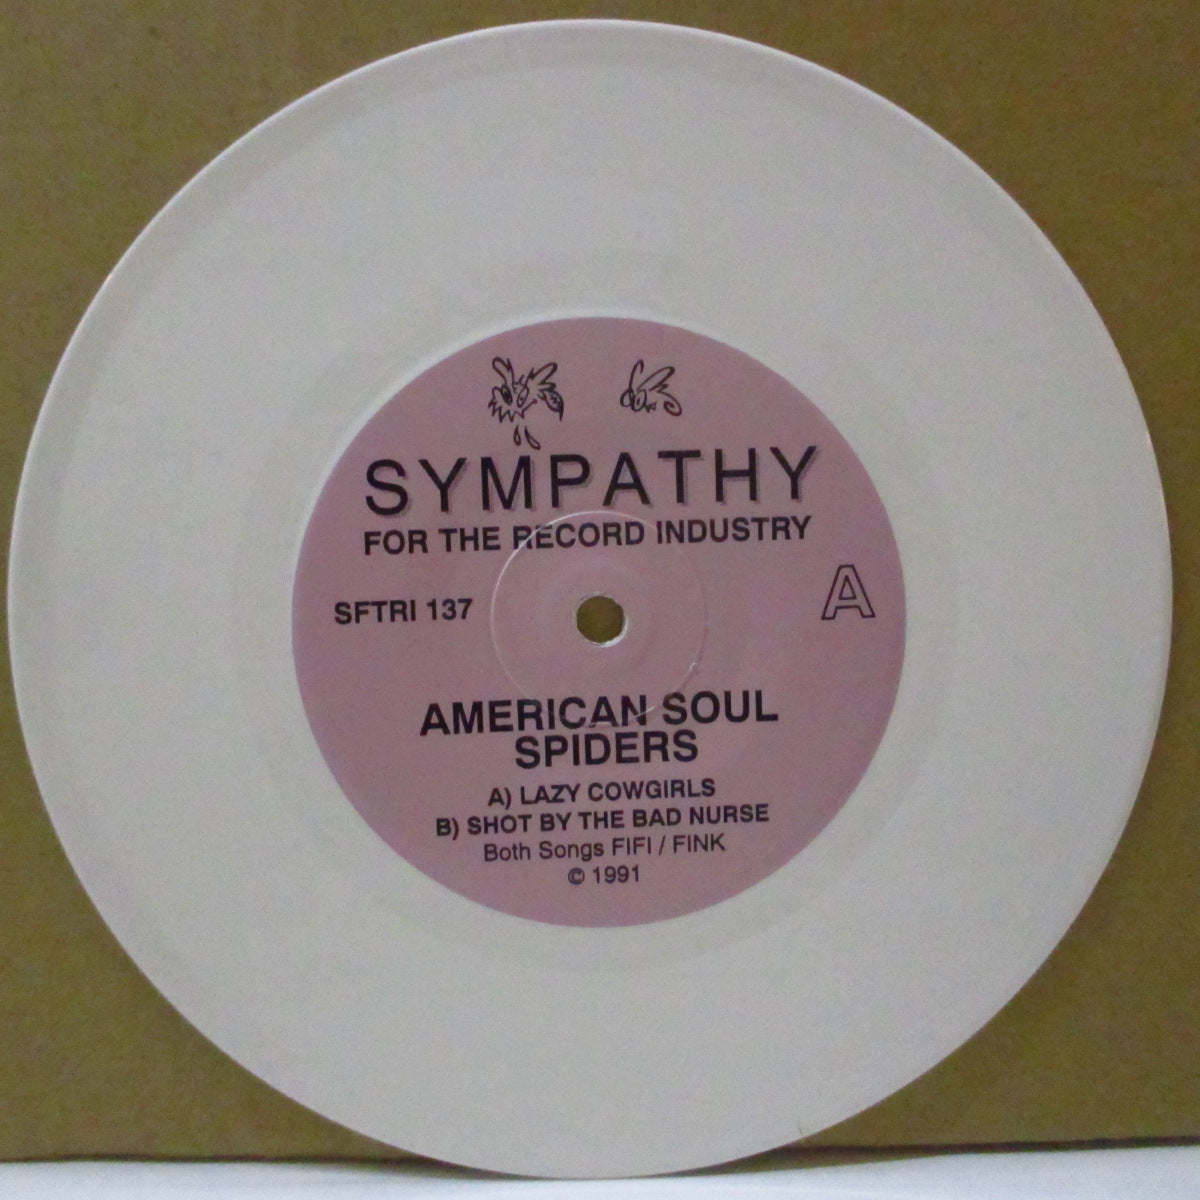 SYMPATHY
FOR THE RECORD INDUSTRY
SFTRI 137
A
AMERICAN SOUL
SPIDERS
A) LAZY COWGIRLS
B) SHOT BY THE BAD NURSE
Both Songs FIFI / FINK
© 1991